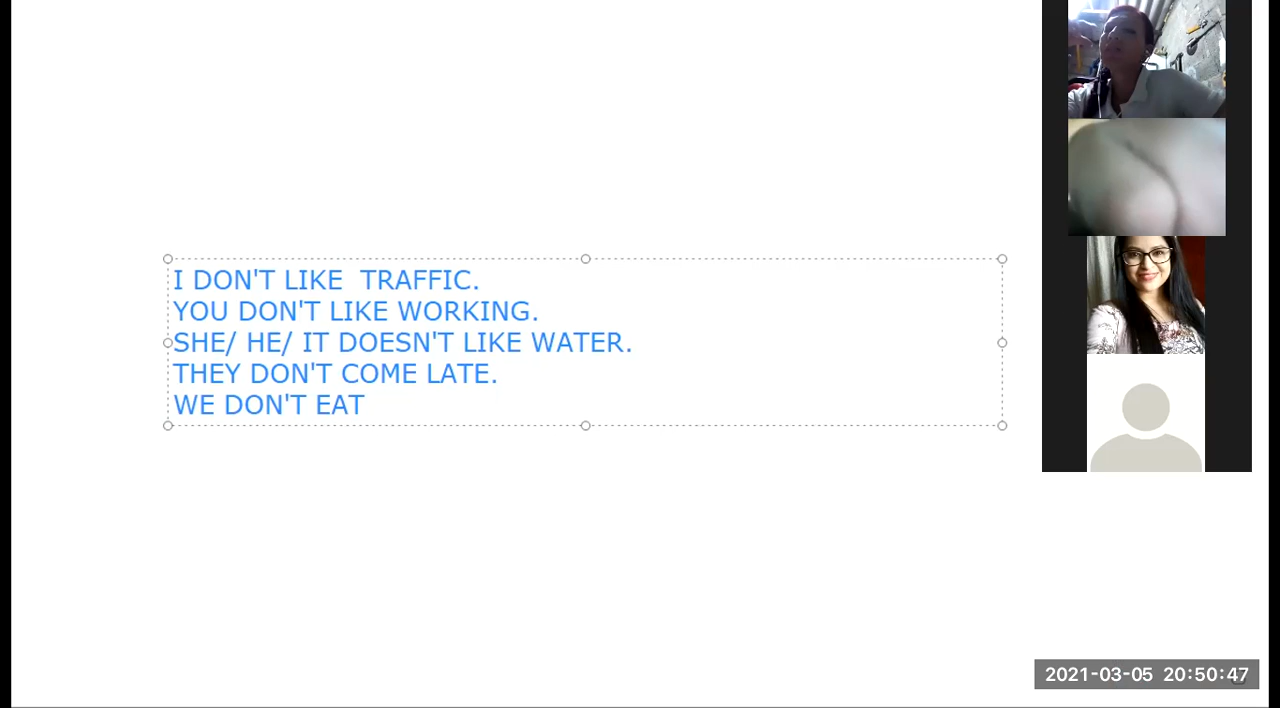 I DON'T LIKE  TRAFFIC.
YOU DON'T LIKE WORKING.
SHE/ HE/ IT DOESN'T LIKE WATER.
THEY DON'T COME LATE.
WE DON'T EAT
2021-03-05 20:50:47